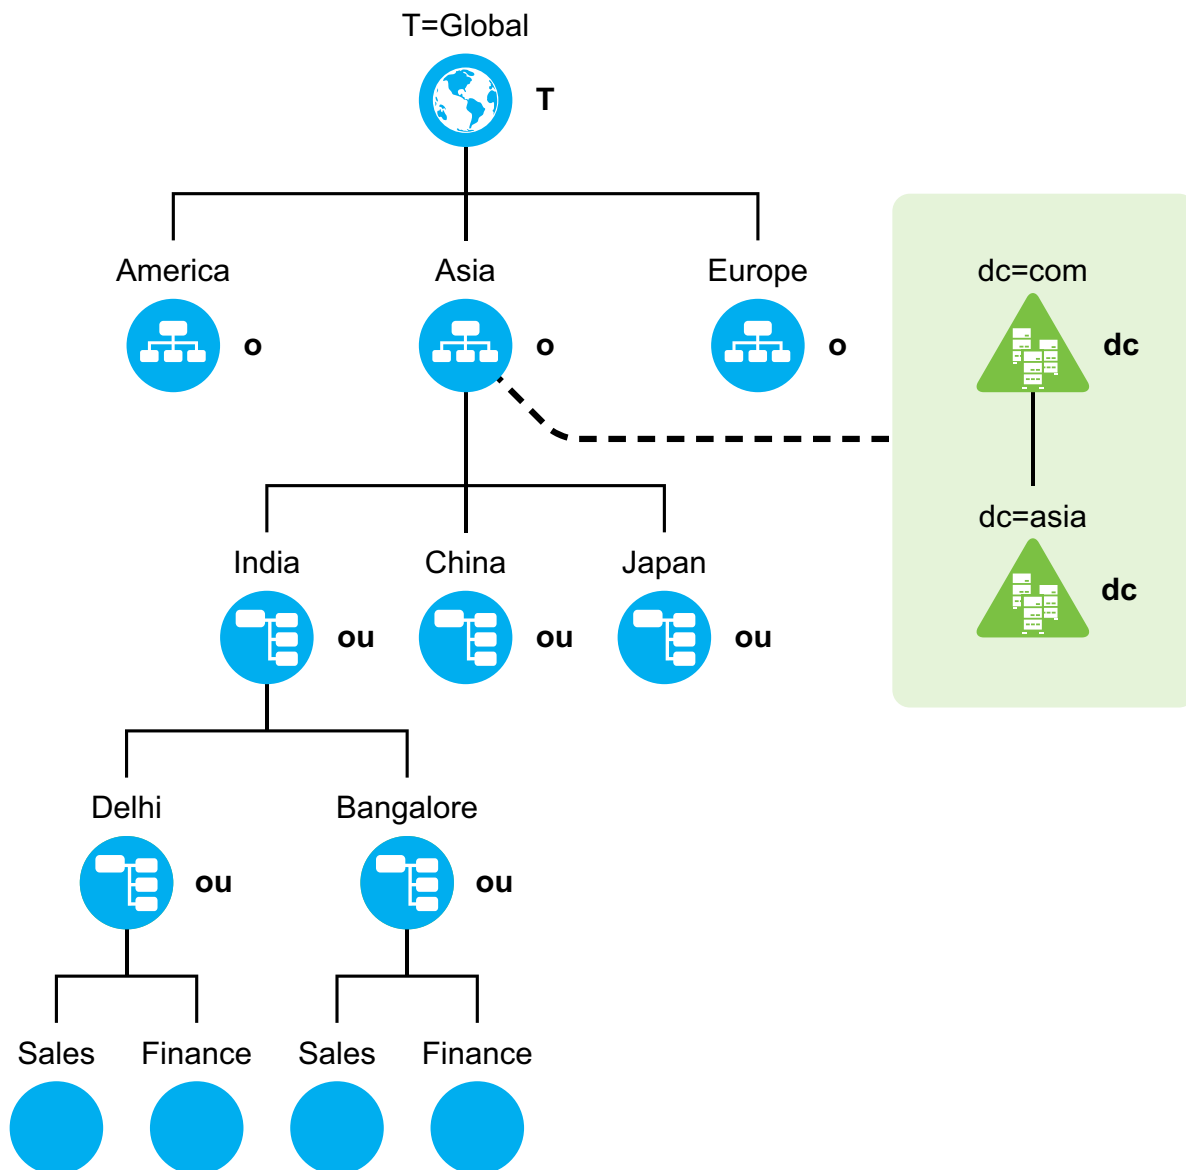 T=Global
T
America
Asia
Europe
o
o
o
dc=com
dc
dc=asia
dc
India
China
Japan
ou
ou
ou
Delhi
Bangalore
ou
ou
Sales
Finance
Sales
Finance